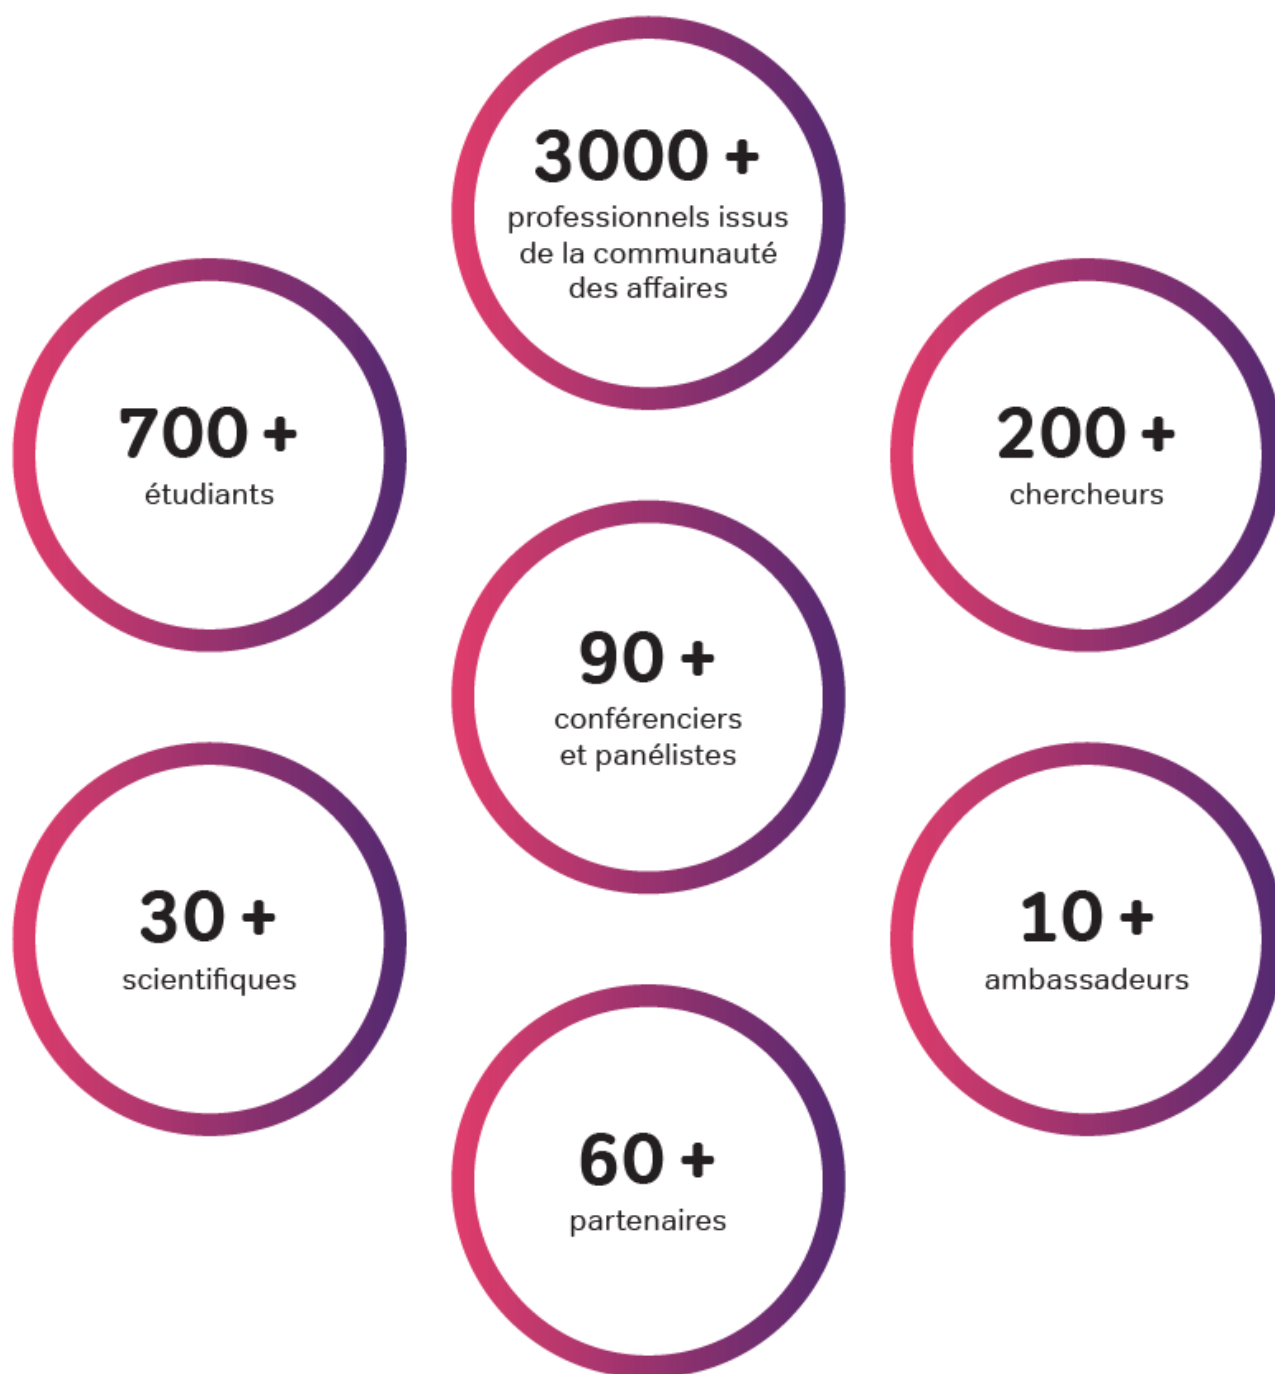 3000 +
professionnels issus
de la communauté
des affaires
700 +
étudiants
200 +
chercheurs
90 +
conférenciers
et panélistes
30 +
scientifiques
10 +
ambassadeurs
60 +
partenaires